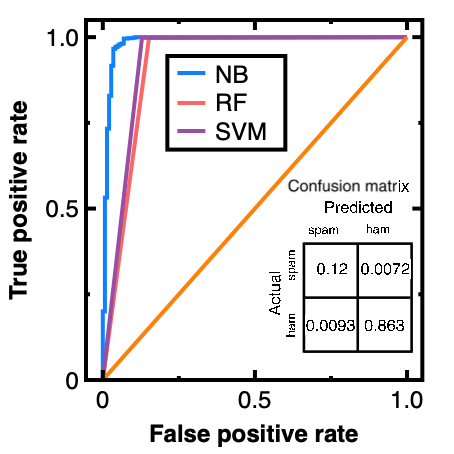 1.0
0.5
0
True positive rate
NB
RF
SVM
Confusion matrix
Predicted
spam ham
Actual
spam
0.12 0.0072
ham
0.0093 0.863
0 0.5 1.0
False positive rate